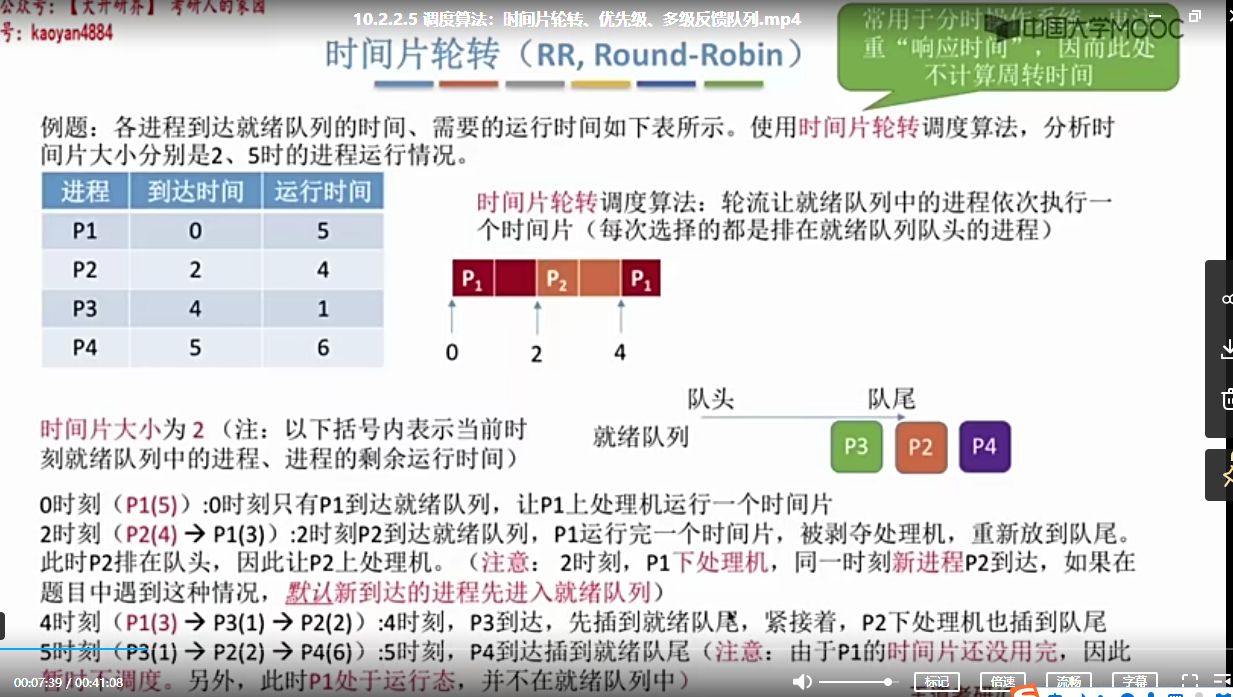 公众号：【大开研养】考研人的家园
号：kaoyan4884
10.2.2.5 调度算法：时间片轮转、优先级、多级反馈队列.mp4
中国大学MOOC
时间片轮转（RR, Round-Robin）
常用于分时操作系统，更注
重“响应时间”，因而此处
不计算周转时间
例题：各进程到达就绪队列的时间、需要的运行时间如下表所示。使用时间片轮转调度算法，分析时
间片大小分别是2、5时的进程运行情况。
进程 到达时间 运行时间
P1 0 5
P2 2 4
P3 4 1
P4 5 6
时间片轮转调度算法：轮流让就绪队列中的进程依次执行一
个时间片（每次选择的都是排在就绪队列队头的进程）
P1 P2 P1
0 2 4
队头 队尾
就绪队列 P3 P2 P4
时间片大小为 2（注：以下括号内表示当前时
刻就绪队列中的进程、进程的剩余运行时间）
0时刻（P1(5)）:0时刻只有P1到达就绪队列，让P1上处理机运行一个时间片
2时刻（P2(4) → P1(3)）:2时刻P2到达就绪队列，P1运行完一个时间片，被剥夺处理机，重新放到队尾。
此时P2排在队头，因此让P2上处理机。（注意： 2时刻，P1下处理机，同一时刻新进程P2到达，如果在
题目中遇到这种情况，默认新到达的进程先进入就绪队列）
4时刻（P1(3) → P3(1) → P2(2)）:4时刻，P3到达，先插到就绪队尾，紧接着，P2下处理机也插到队尾
5时刻（P3(1) → P2(2) → P4(6)）:5时刻，P4到达插到就绪队尾（注意：由于P1的时间片还没用完，因此
暂时不调度。另外，此时P1处于运行态，并不在就绪队列中）
00:07:39 / 00:41:08
标记 倍速 流畅 字幕